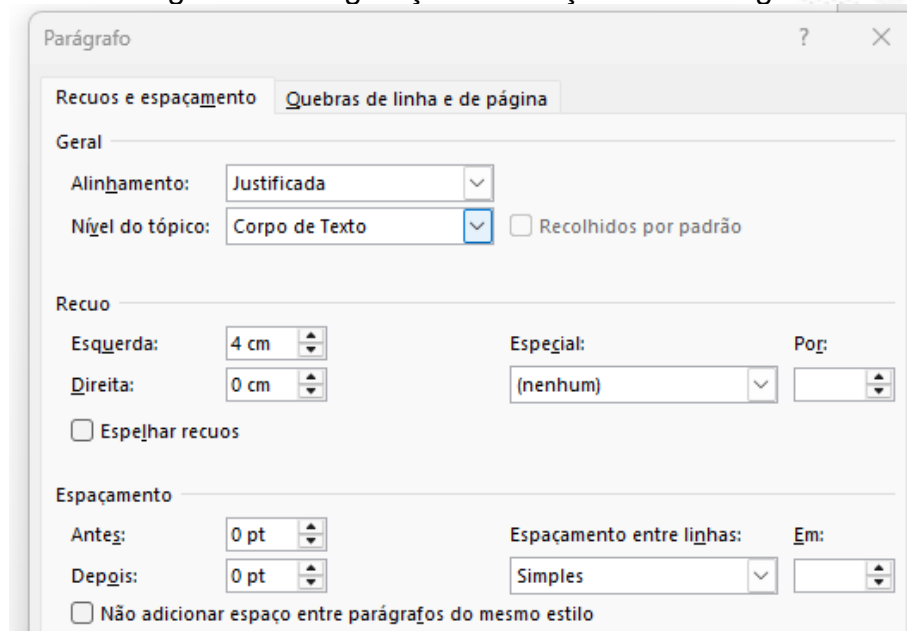 Parágrafo ? ×
Recuos e espaçamento Quebras de linha e de página
Geral
Alinhamento: Justificada
Nível do tópico: Corpo de Texto Recolhidos por padrão
Recuo
Esquerda: 4 cm Especial: Por:
Direita: 0 cm (nenhum)
Espelhar recuos
Espaçamento
Antes: 0 pt Espaçamento entre linhas: Em:
Depois: 0 pt Simples
Não adicionar espaço entre parágrafos do mesmo estilo